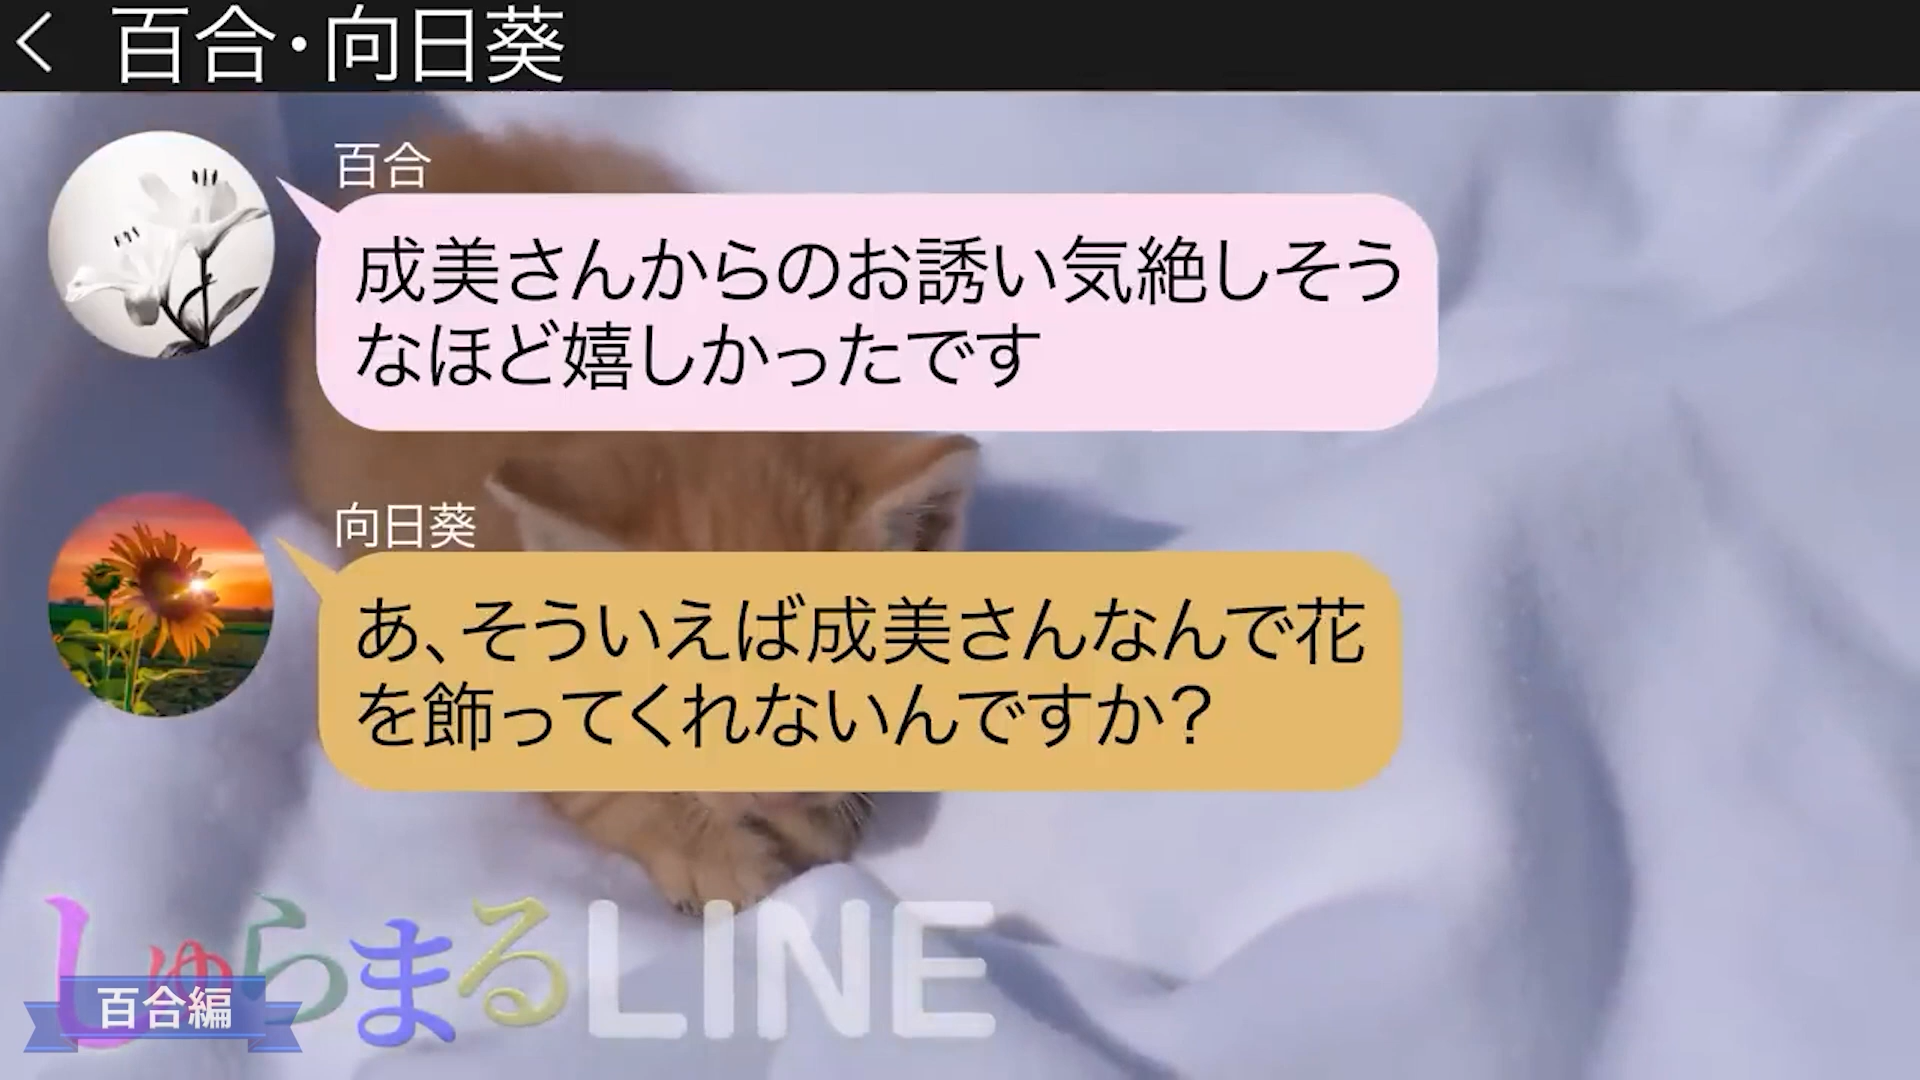 百合・向日葵
百合
成美さんからのお誘い気絶しそう
なほど嬉しかったです
向日葵
あ、そういえば成美さんなんで花
を飾ってくれないんですか？
しゅらまるLINE
百合編